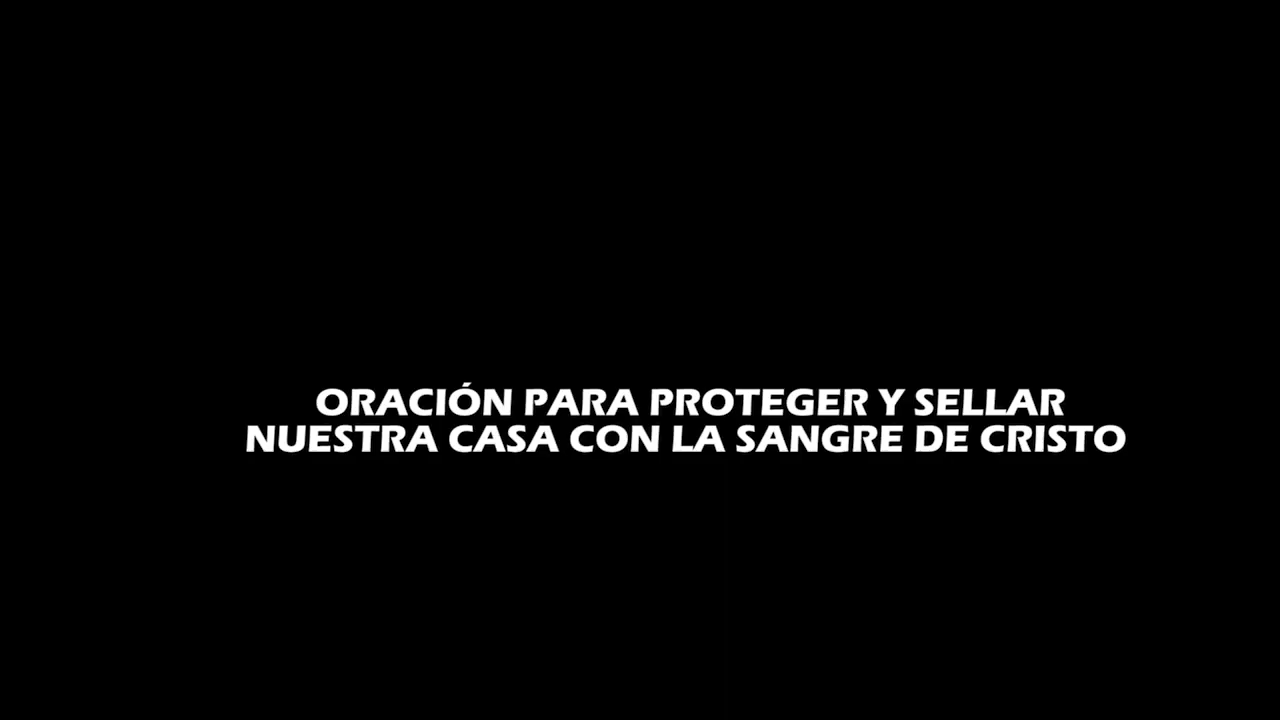 ORACIÓN PARA PROTEGER Y SELLAR
NUESTRA CASA CON LA SANGRE DE CRISTO